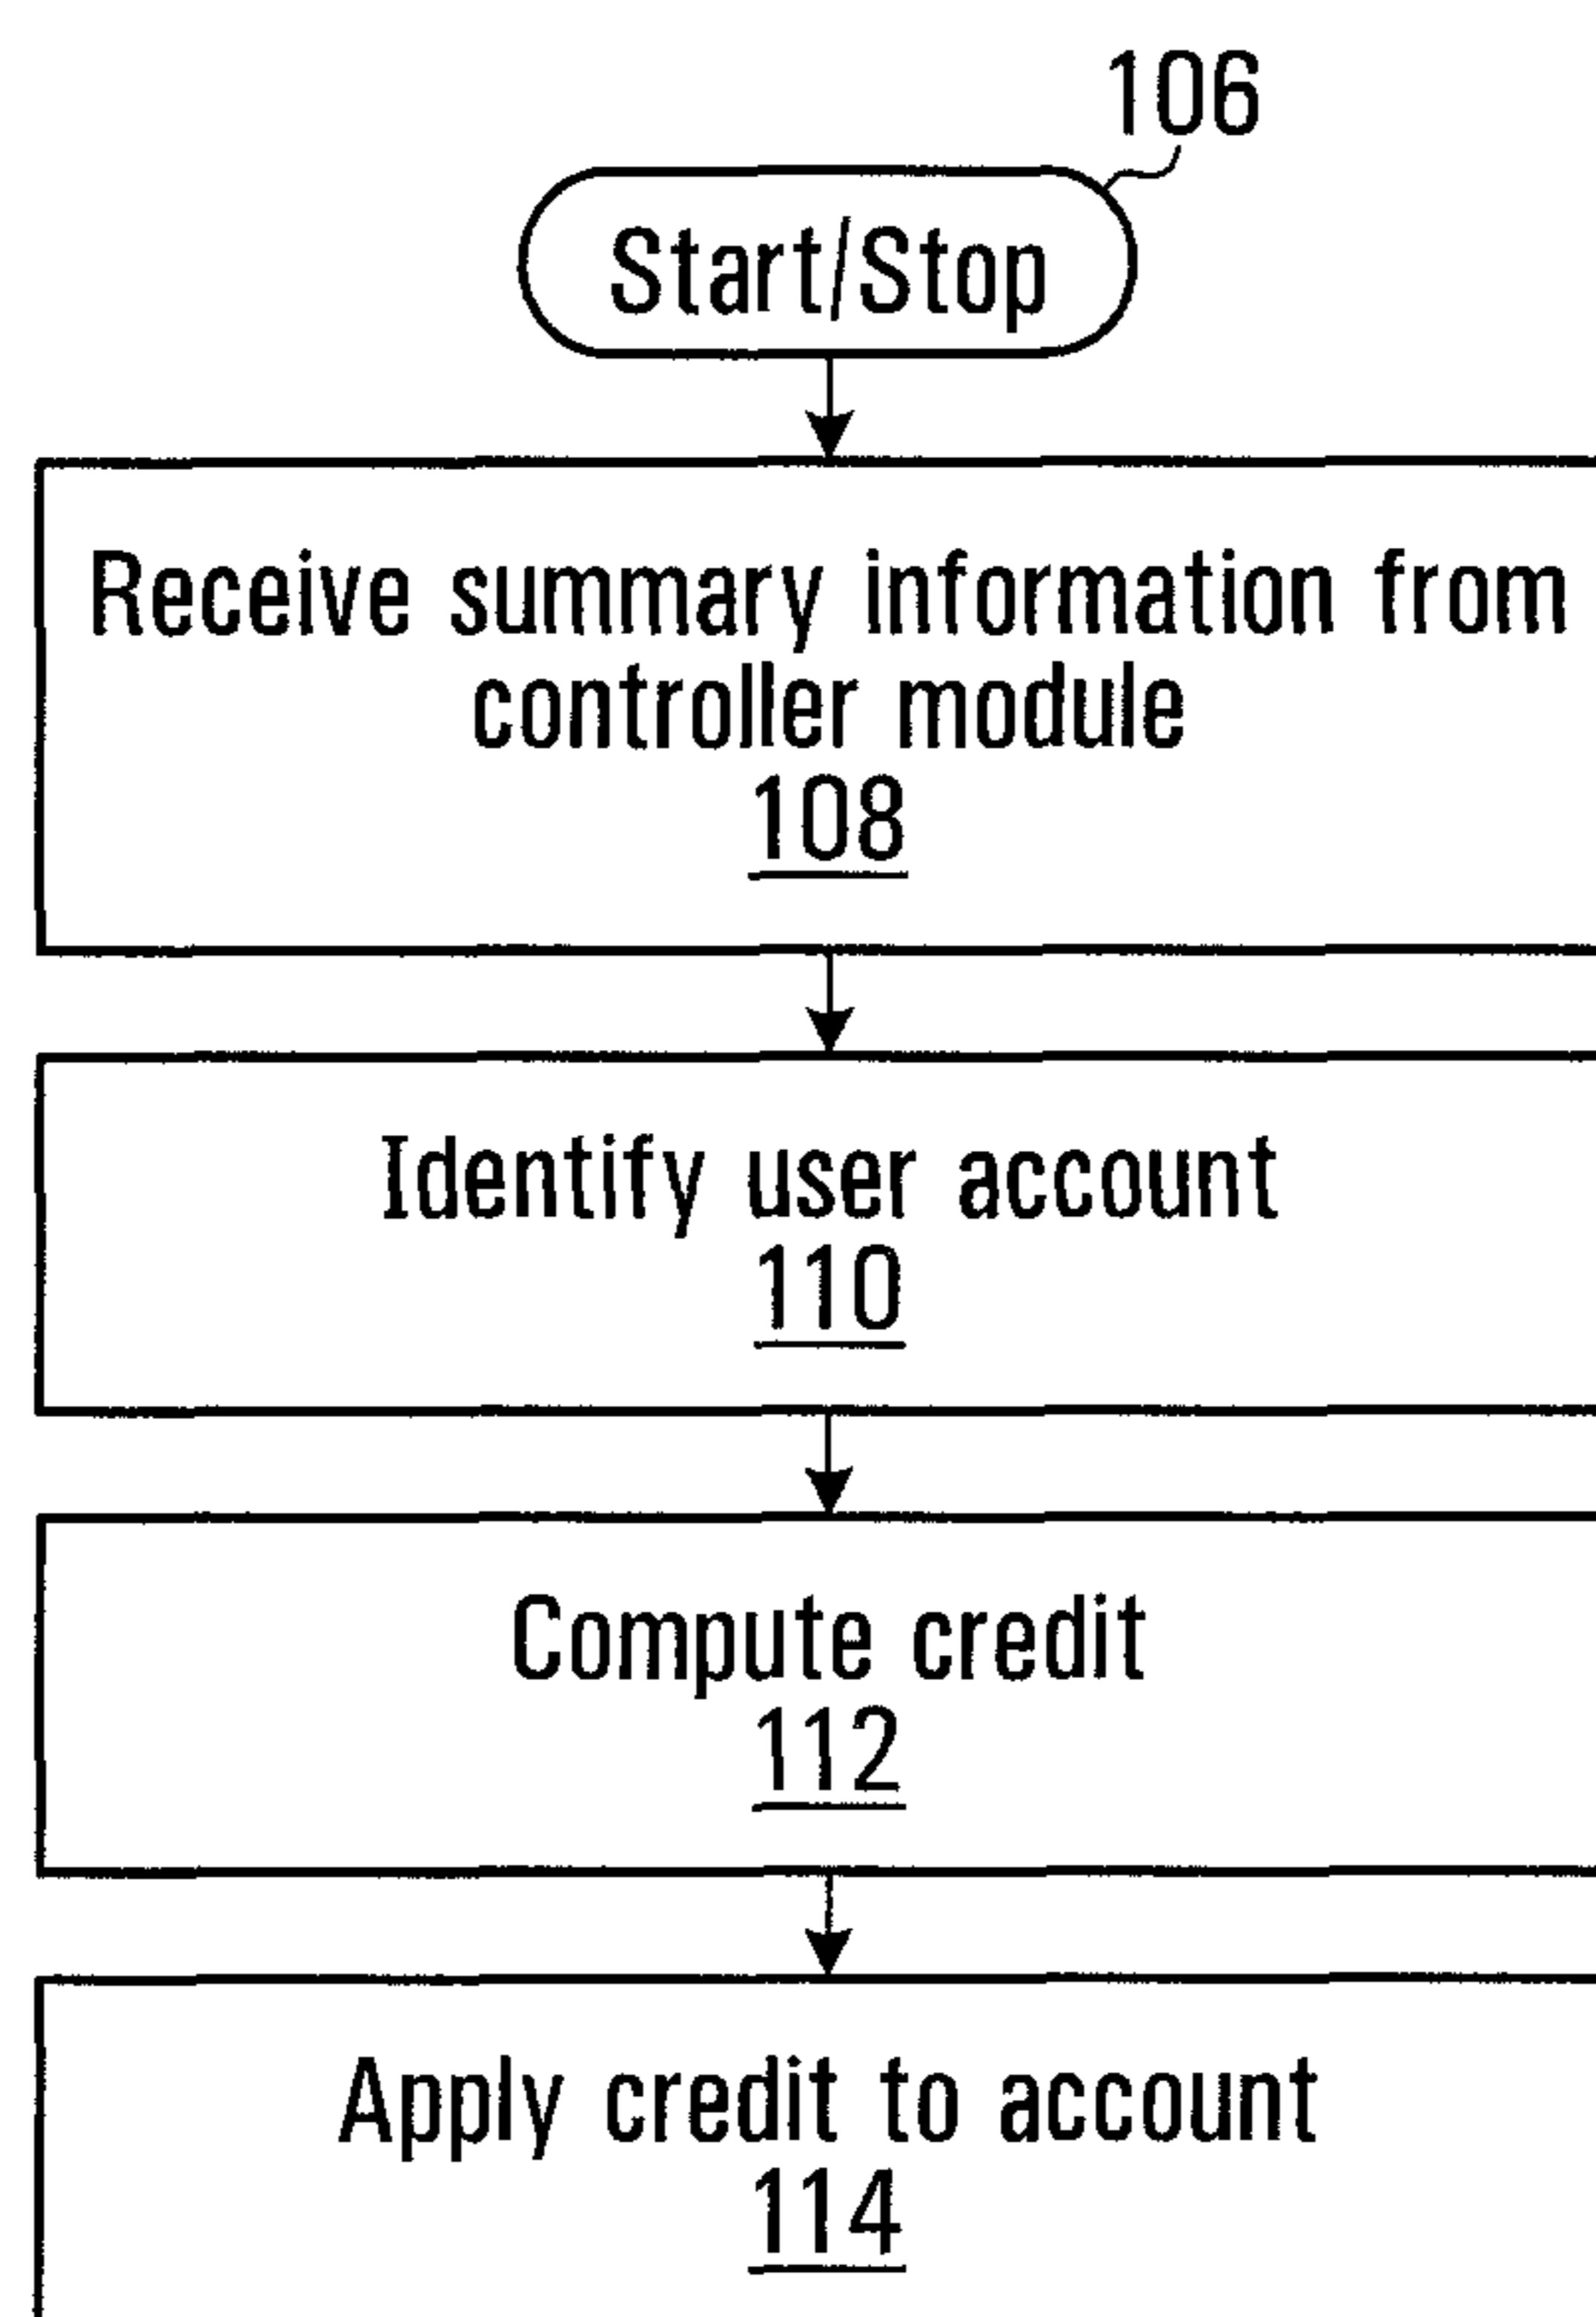 106
Start/Stop
Receive summary information from
controller module
108
Identify user account
110
Compute credit
112
Apply credit to account
114